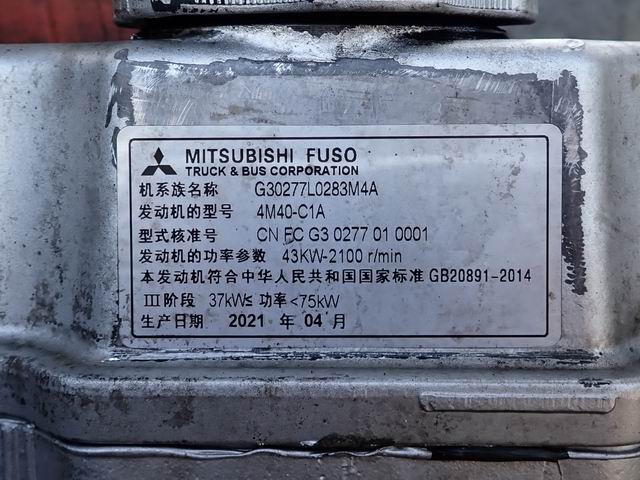 MITSUBISHI FUSO
TRUCK & BUS CORPORATION
机系族名称 G30277L0283M4A
发动机的型号 4M40-C1A
型式核准号 CN FC G3 0277 01 0001
发动机的功率参数 43KW-2100 r/min
本发动机符合中华人民共和国国家标准 GB20891-2014
III阶段 37kW≤ 功率<75kW
生产日期 2021 年 04 月